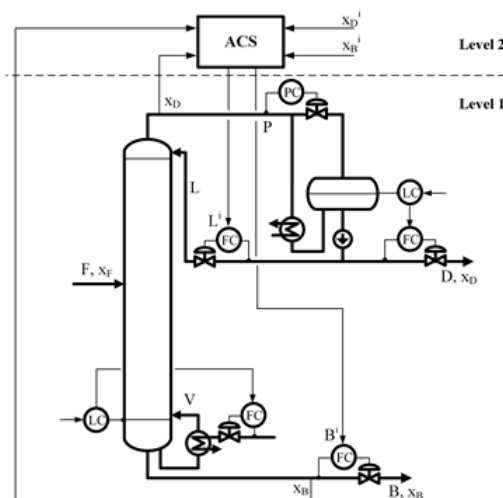 ACS
x_D^i
x_B^i
Level 2
Level 1
x_D
PC
P
L
LC
L^i
FC
FC
F, x_F
D, x_D
V
LC
FC
B^i
FC
x_B
B, x_B